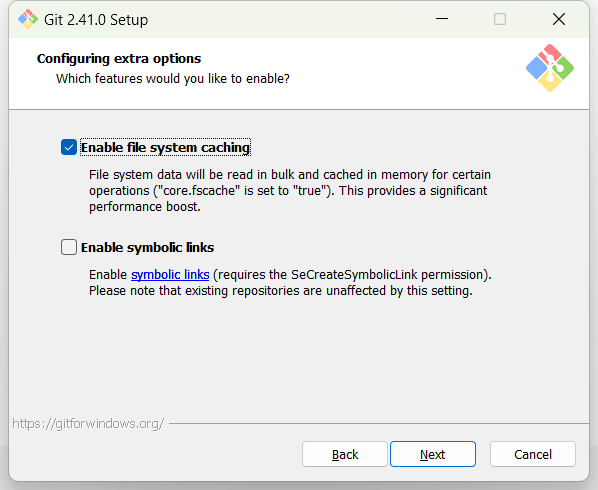 Git 2.41.0 Setup
Configuring extra options
Which features would you like to enable?
Enable file system caching
File system data will be read in bulk and cached in memory for certain
operations ("core.fscache" is set to "true"). This provides a significant
performance boost.
Enable symbolic links
Enable symbolic links (requires the SeCreateSymbolicLink permission).
Please note that existing repositories are unaffected by this setting.
https://gitforwindows.org/
Back Next Cancel